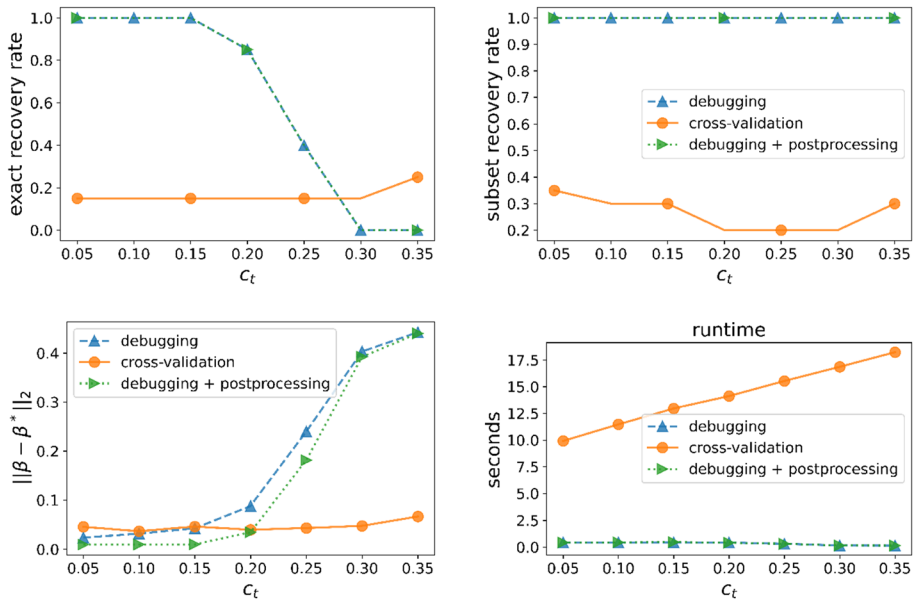 exact recovery rate
1.0
0.8
0.6
0.4
0.2
0.0
0.05 0.10 0.15 0.20 0.25 0.30 0.35
c_t
subset recovery rate
1.0
0.9
0.8
0.7
0.6
0.5
0.4
0.3
0.2
debugging
cross-validation
debugging + postprocessing
0.05 0.10 0.15 0.20 0.25 0.30 0.35
c_t
||β − β*||₂
0.4
0.3
0.2
0.1
0.0
debugging
cross-validation
debugging + postprocessing
0.05 0.10 0.15 0.20 0.25 0.30 0.35
c_t
runtime
seconds
17.5
15.0
12.5
10.0
7.5
5.0
2.5
0.0
debugging
cross-validation
debugging + postprocessing
0.05 0.10 0.15 0.20 0.25 0.30 0.35
c_t